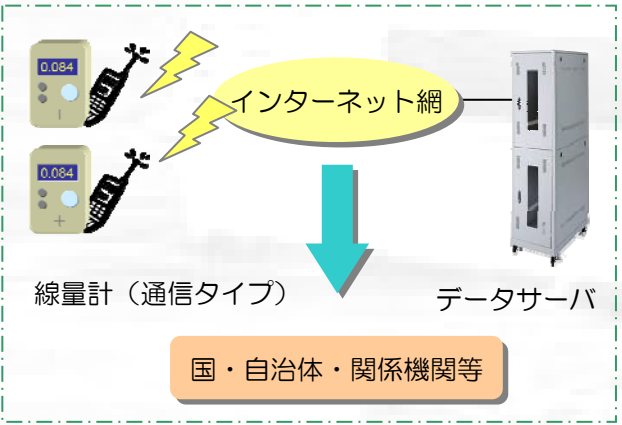 0.084
インターネット網
0.084
線量計（通信タイプ）
データサーバ
国・自治体・関係機関等